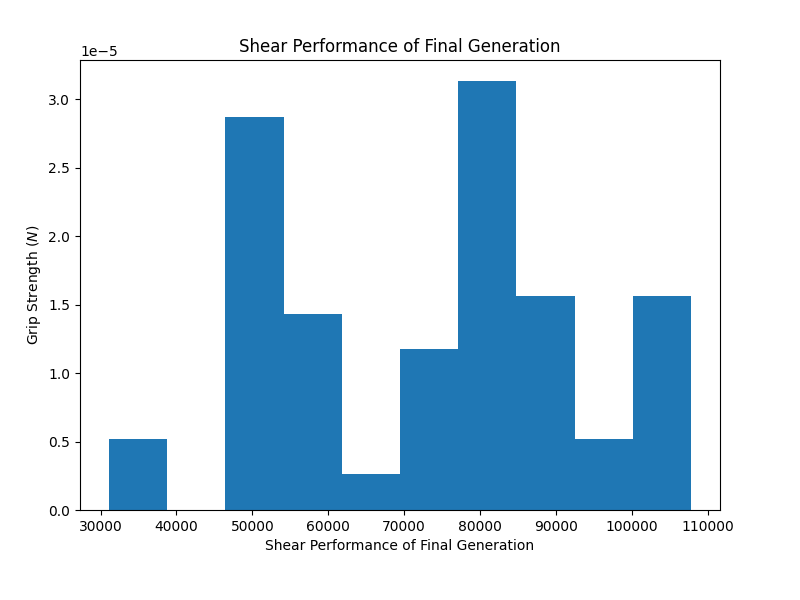 Shear Performance of Final Generation
1e−5
3.0
2.5
2.0
1.5
1.0
0.5
0.0
Grip Strength (N)
30000 40000 50000 60000 70000 80000 90000 100000 110000
Shear Performance of Final Generation